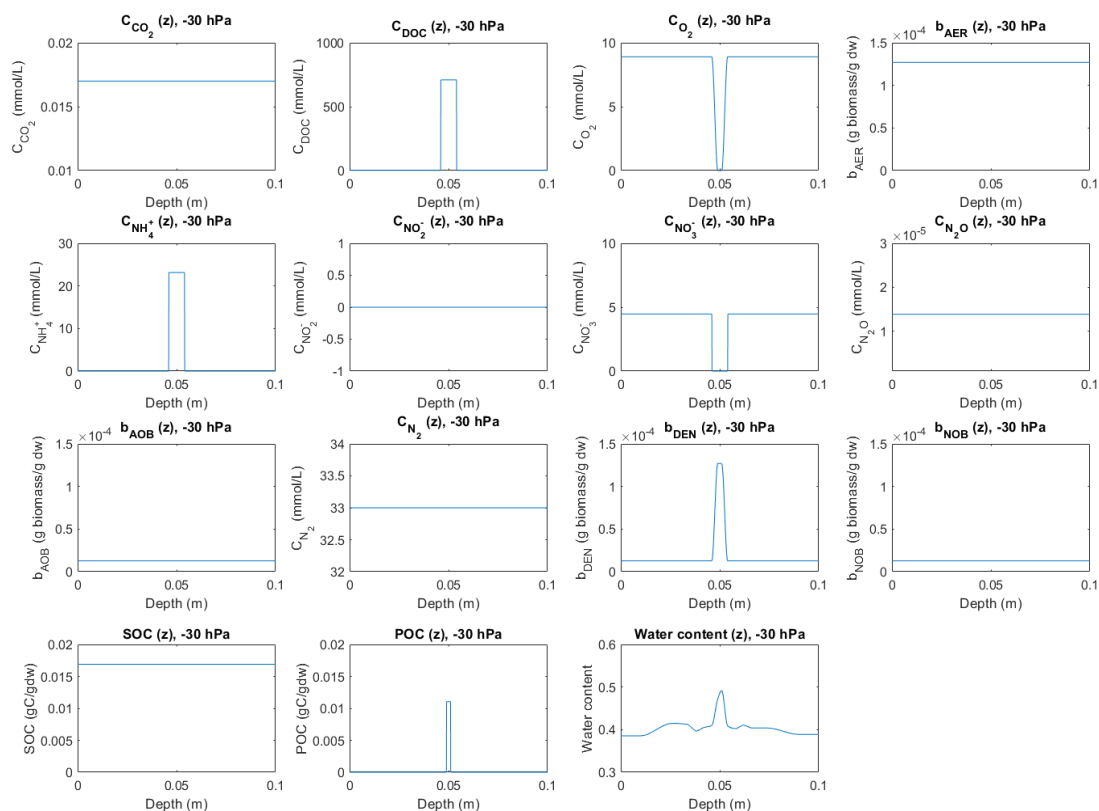 C_CO₂ (z), -30 hPa
C_CO₂ (mmol/L)
0.02
0.015
0.01
0
0.05
0.1
Depth (m)
C_DOC (z), -30 hPa
C_DOC (mmol/L)
1000
500
0
0
0.05
0.1
Depth (m)
C_O₂ (z), -30 hPa
C_O₂ (mmol/L)
10
5
0
0
0.05
0.1
Depth (m)
b_AER (z), -30 hPa
×10⁻⁴
b_AER (g biomass/g dw)
1.5
1
0.5
0
0
0.05
0.1
Depth (m)
C_NH₄⁺ (z), -30 hPa
C_NH₄⁺ (mmol/L)
30
20
10
0
0
0.05
0.1
Depth (m)
C_NO₂⁻ (z), -30 hPa
C_NO₂⁻ (mmol/L)
1
0.5
0
-0.5
-1
0
0.05
0.1
Depth (m)
C_NO₃⁻ (z), -30 hPa
C_NO₃⁻ (mmol/L)
10
5
0
0
0.05
0.1
Depth (m)
C_N₂O (z), -30 hPa
×10⁻⁵
C_N₂O (mmol/L)
3
2
1
0
0.05
0.1
Depth (m)
b_AOB (z), -30 hPa
×10⁻⁴
b_AOB (g biomass/g dw)
1.5
1
0.5
0
0
0.05
0.1
Depth (m)
C_N₂ (z), -30 hPa
C_N₂ (mmol/L)
34
33.5
33
32.5
32
0
0.05
0.1
Depth (m)
b_DEN (z), -30 hPa
×10⁻⁴
b_DEN (g biomass/g dw)
1.5
1
0.5
0
0
0.05
0.1
Depth (m)
b_NOB (z), -30 hPa
×10⁻⁴
b_NOB (g biomass/g dw)
1.5
1
0.5
0
0
0.05
0.1
Depth (m)
SOC (z), -30 hPa
SOC (gC/gdw)
0.02
0.015
0.01
0.005
0
0
0.05
0.1
Depth (m)
POC (z), -30 hPa
POC (gC/gdw)
0.02
0.015
0.01
0.005
0
0
0.05
0.1
Depth (m)
Water content (z), -30 hPa
Water content
0.6
0.5
0.4
0.3
0
0.05
0.1
Depth (m)